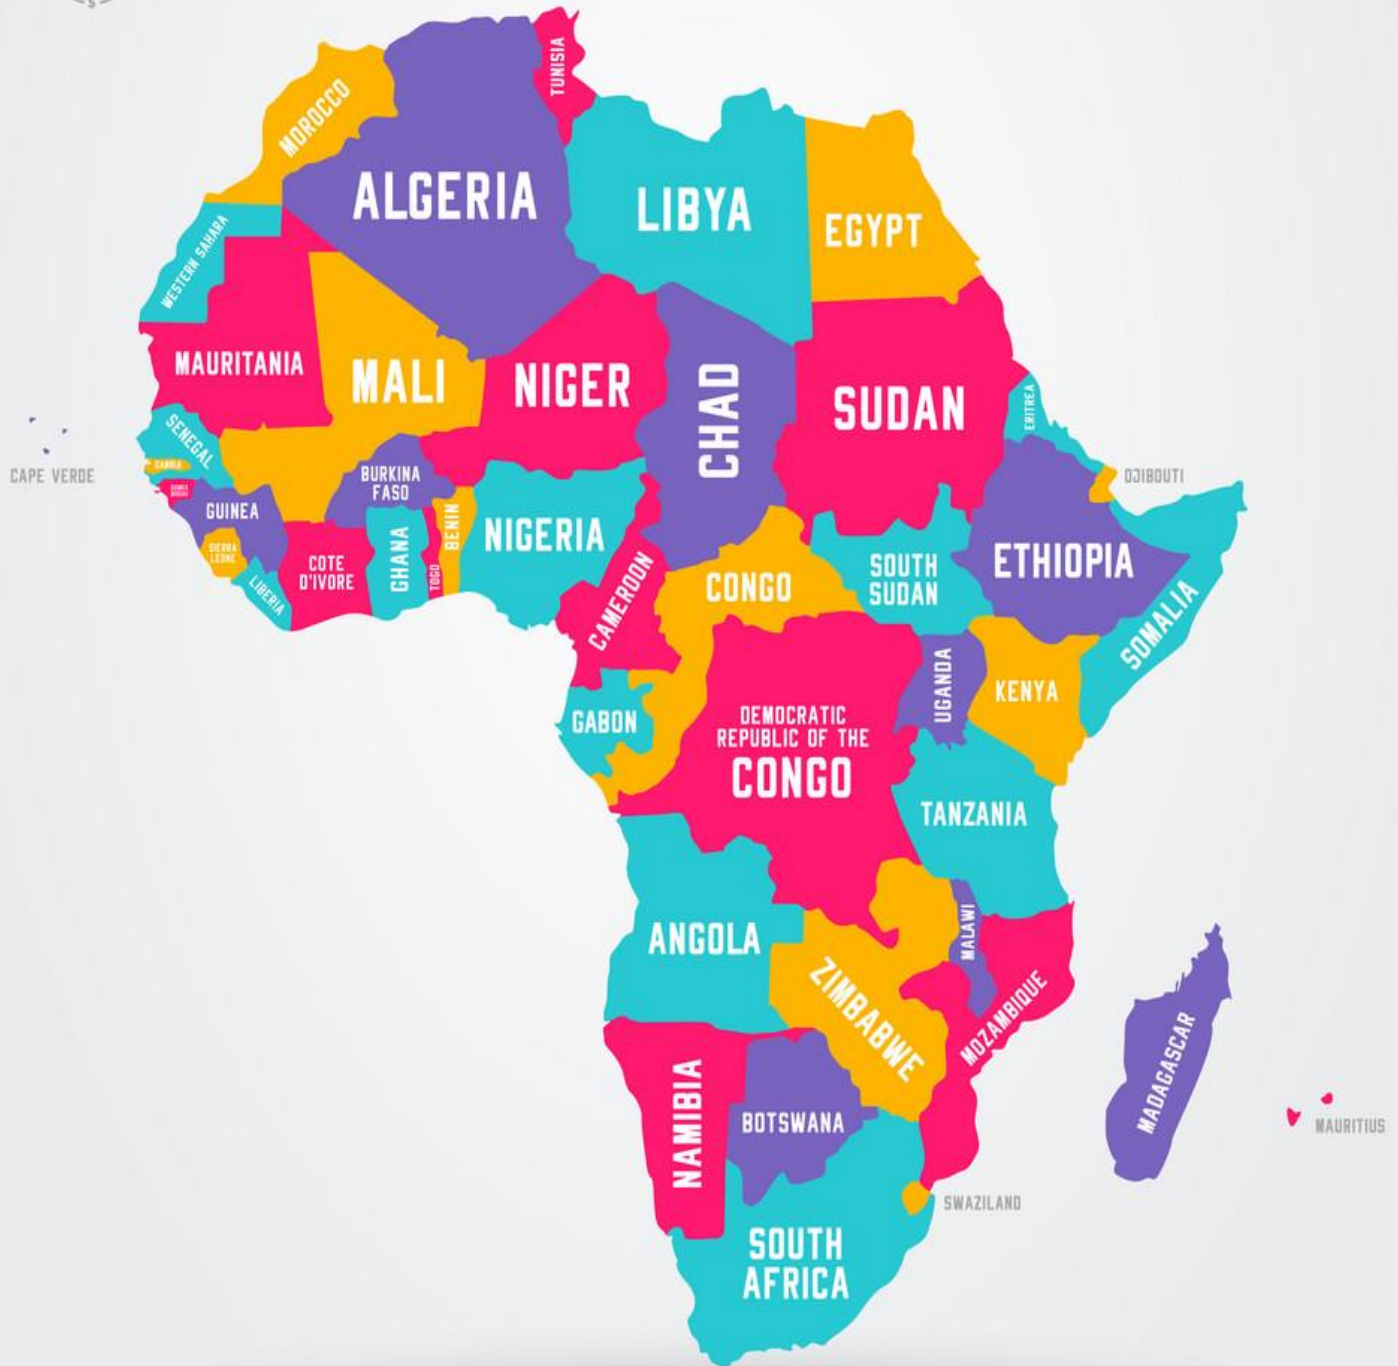 S
TUNISIA
MOROCCO
ALGERIA
LIBYA
EGYPT
WESTERN SAHARA
MAURITANIA
MALI
NIGER
CHAD
SUDAN
ERITREA
CAPE VERDE
SENEGAL
GAMBIA
GUINEA
BISSAU
GUINEA
BURKINA
FASO
DJIBOUTI
SIERRA
LEONE
LIBERIA
COTE
D'IVORE
GHANA
TOGO
BENIN
NIGERIA
CAMEROON
CONGO
SOUTH
SUDAN
ETHIOPIA
SOMALIA
GABON
DEMOCRATIC
REPUBLIC OF THE
CONGO
UGANDA
KENYA
TANZANIA
ANGOLA
MALAWI
ZIMBABWE
MOZAMBIQUE
NAMIBIA
BOTSWANA
MADAGASCAR
MAURITIUS
SWAZILAND
SOUTH
AFRICA